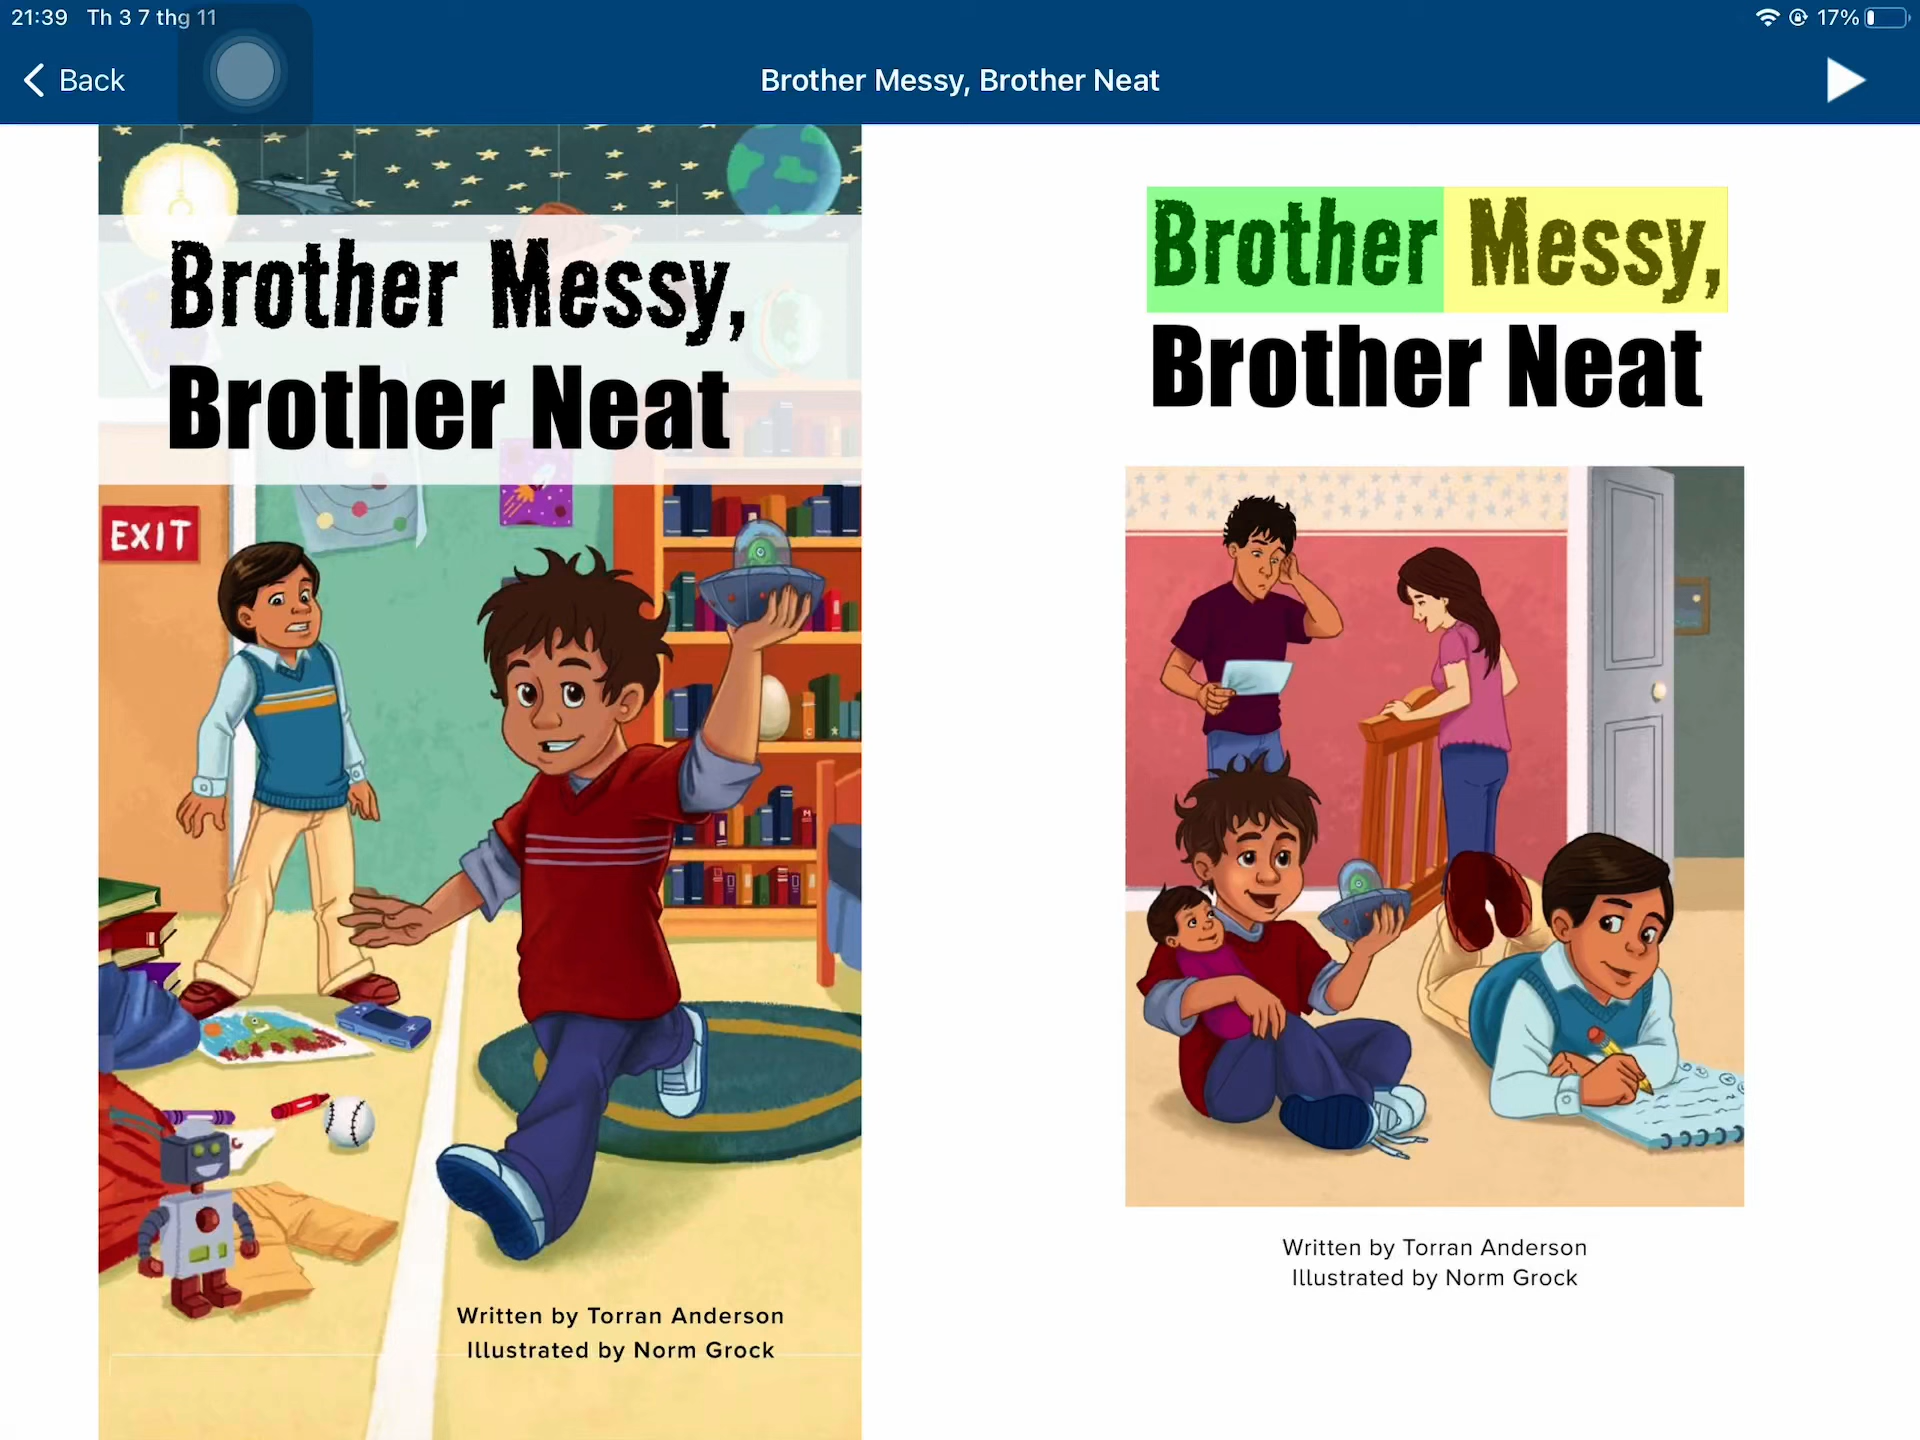 21:39 Th 3 7 thg 11
17%
Back
Brother Messy, Brother Neat
Brother Messy,
Brother Neat
EXIT
Written by Torran Anderson
Illustrated by Norm Grock
Brother Messy,
Brother Neat
Written by Torran Anderson
Illustrated by Norm Grock